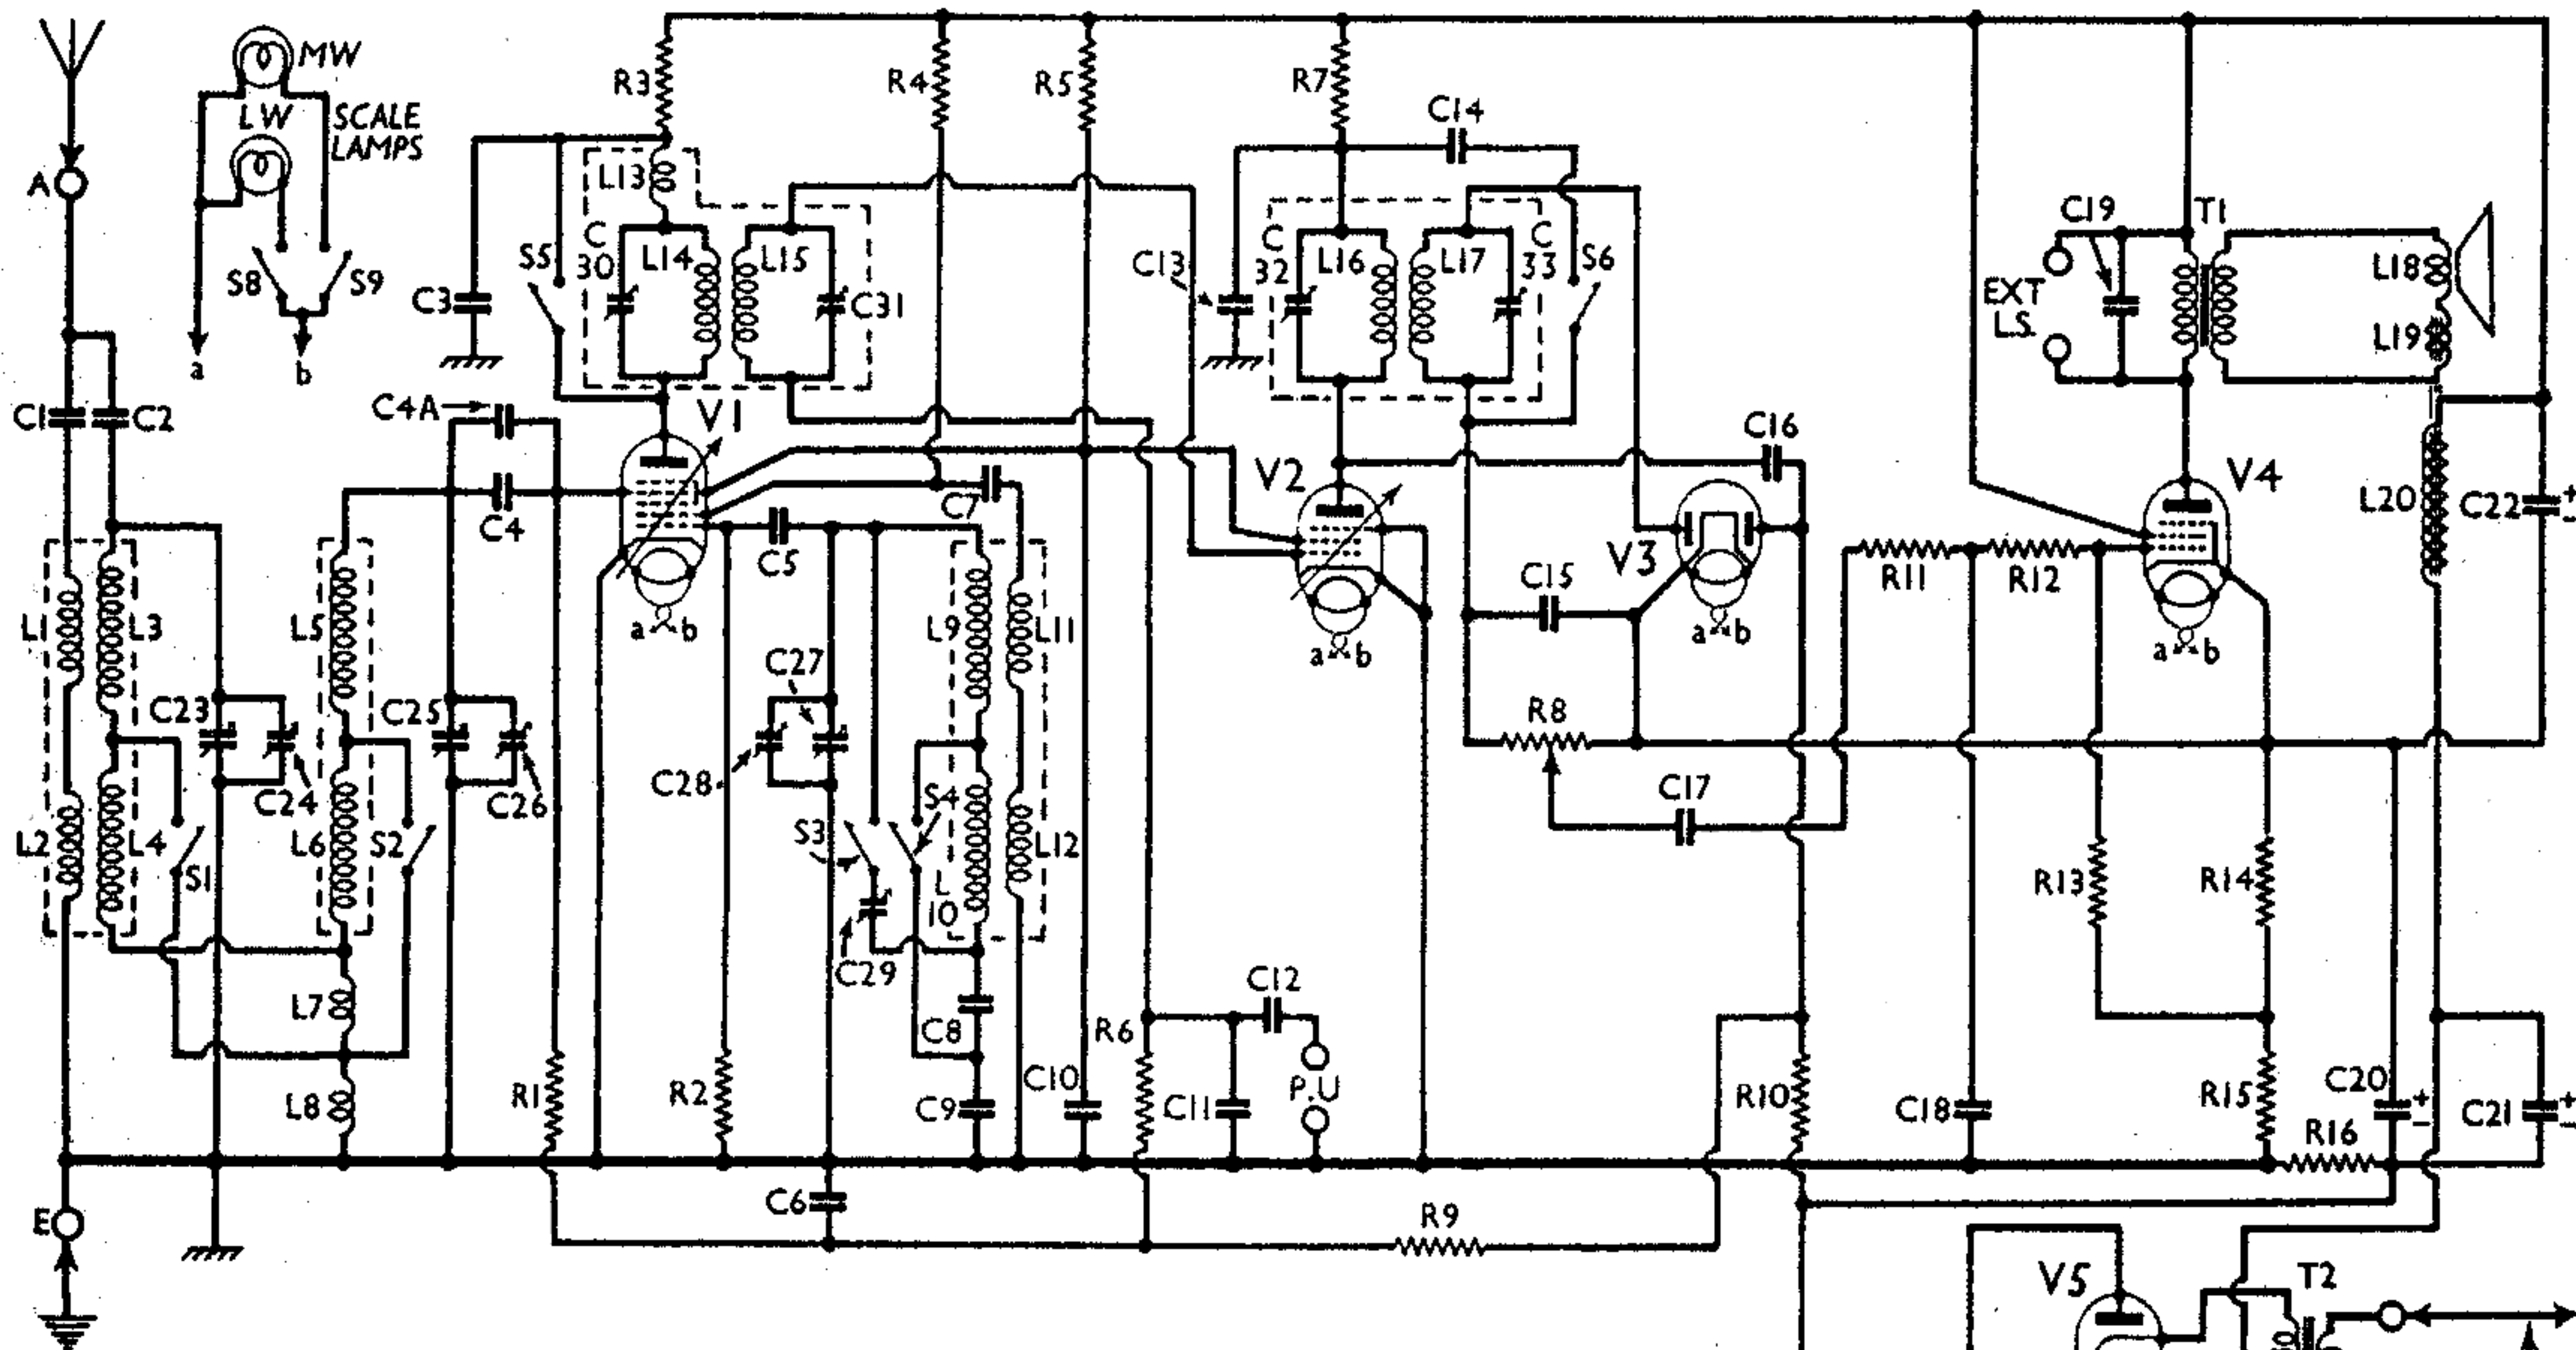 MW
LW
SCALE
LAMPS
A
S8
S9
a
b
C1
C2
L1
L3
L2
L4
S1
C23
C24
E
L5
L6
L7
L8
S2
C25
C26
C4A
C4
C3
S5
R3
L13
C
30
L14
L15
C31
V1
a
b
R1
R2
C5
C7
C27
C28
S3
S4
C29
L9
L
10
L11
L12
C8
C9
C6
C10
R4
R5
R6
C11
C12
P.U
R7
C14
C13
C
32
L16
L17
C
33
S6
V2
a
b
C16
V3
a
b
C15
R8
C17
R9
R10
R11
R12
C18
R13
R14
R15
R16
V4
a
b
C19
EXT
L.S.
T1
L18
L19
L20
C22
+
–
C20
+
–
C21
+
–
V5
T2